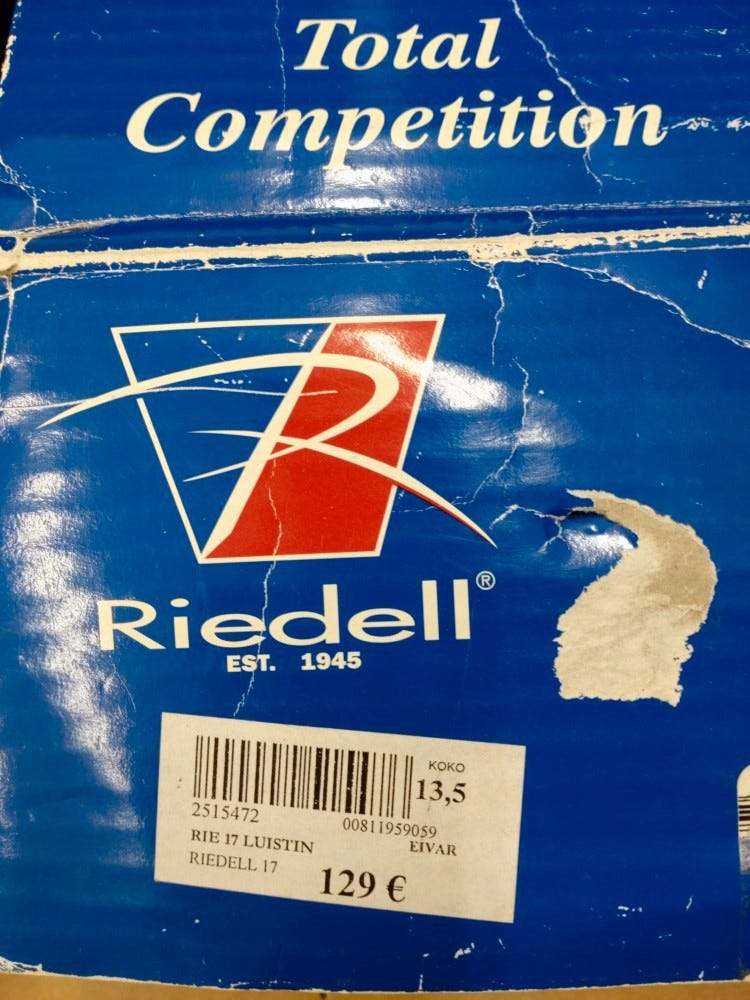 Total
Competition
Riedell®
EST. 1945
KOKO
13,5
2515472
00811959059
RIE 17 LUISTIN
EIVAR
RIEDELL 17
129 €